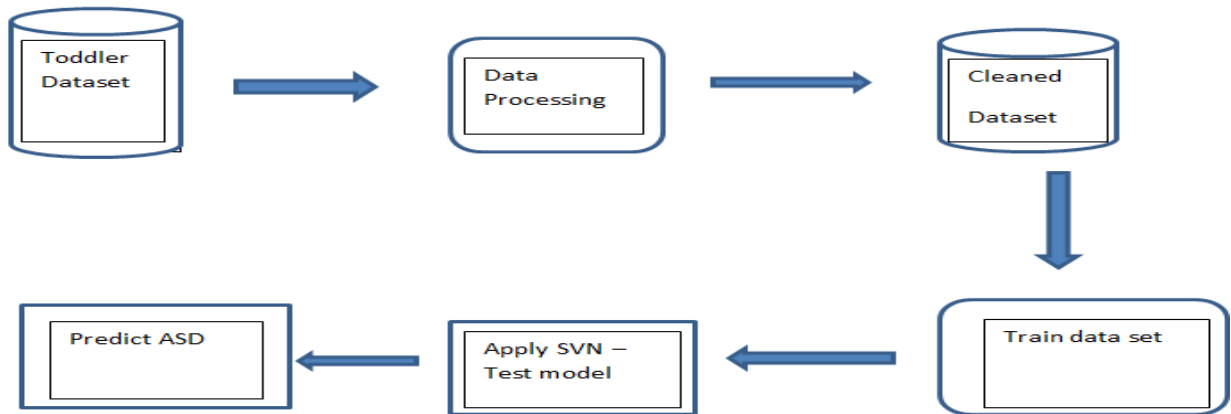 Toddler
Dataset
Data
Processing
Cleaned
Dataset
Train data set
Apply SVN –
Test model
Predict ASD